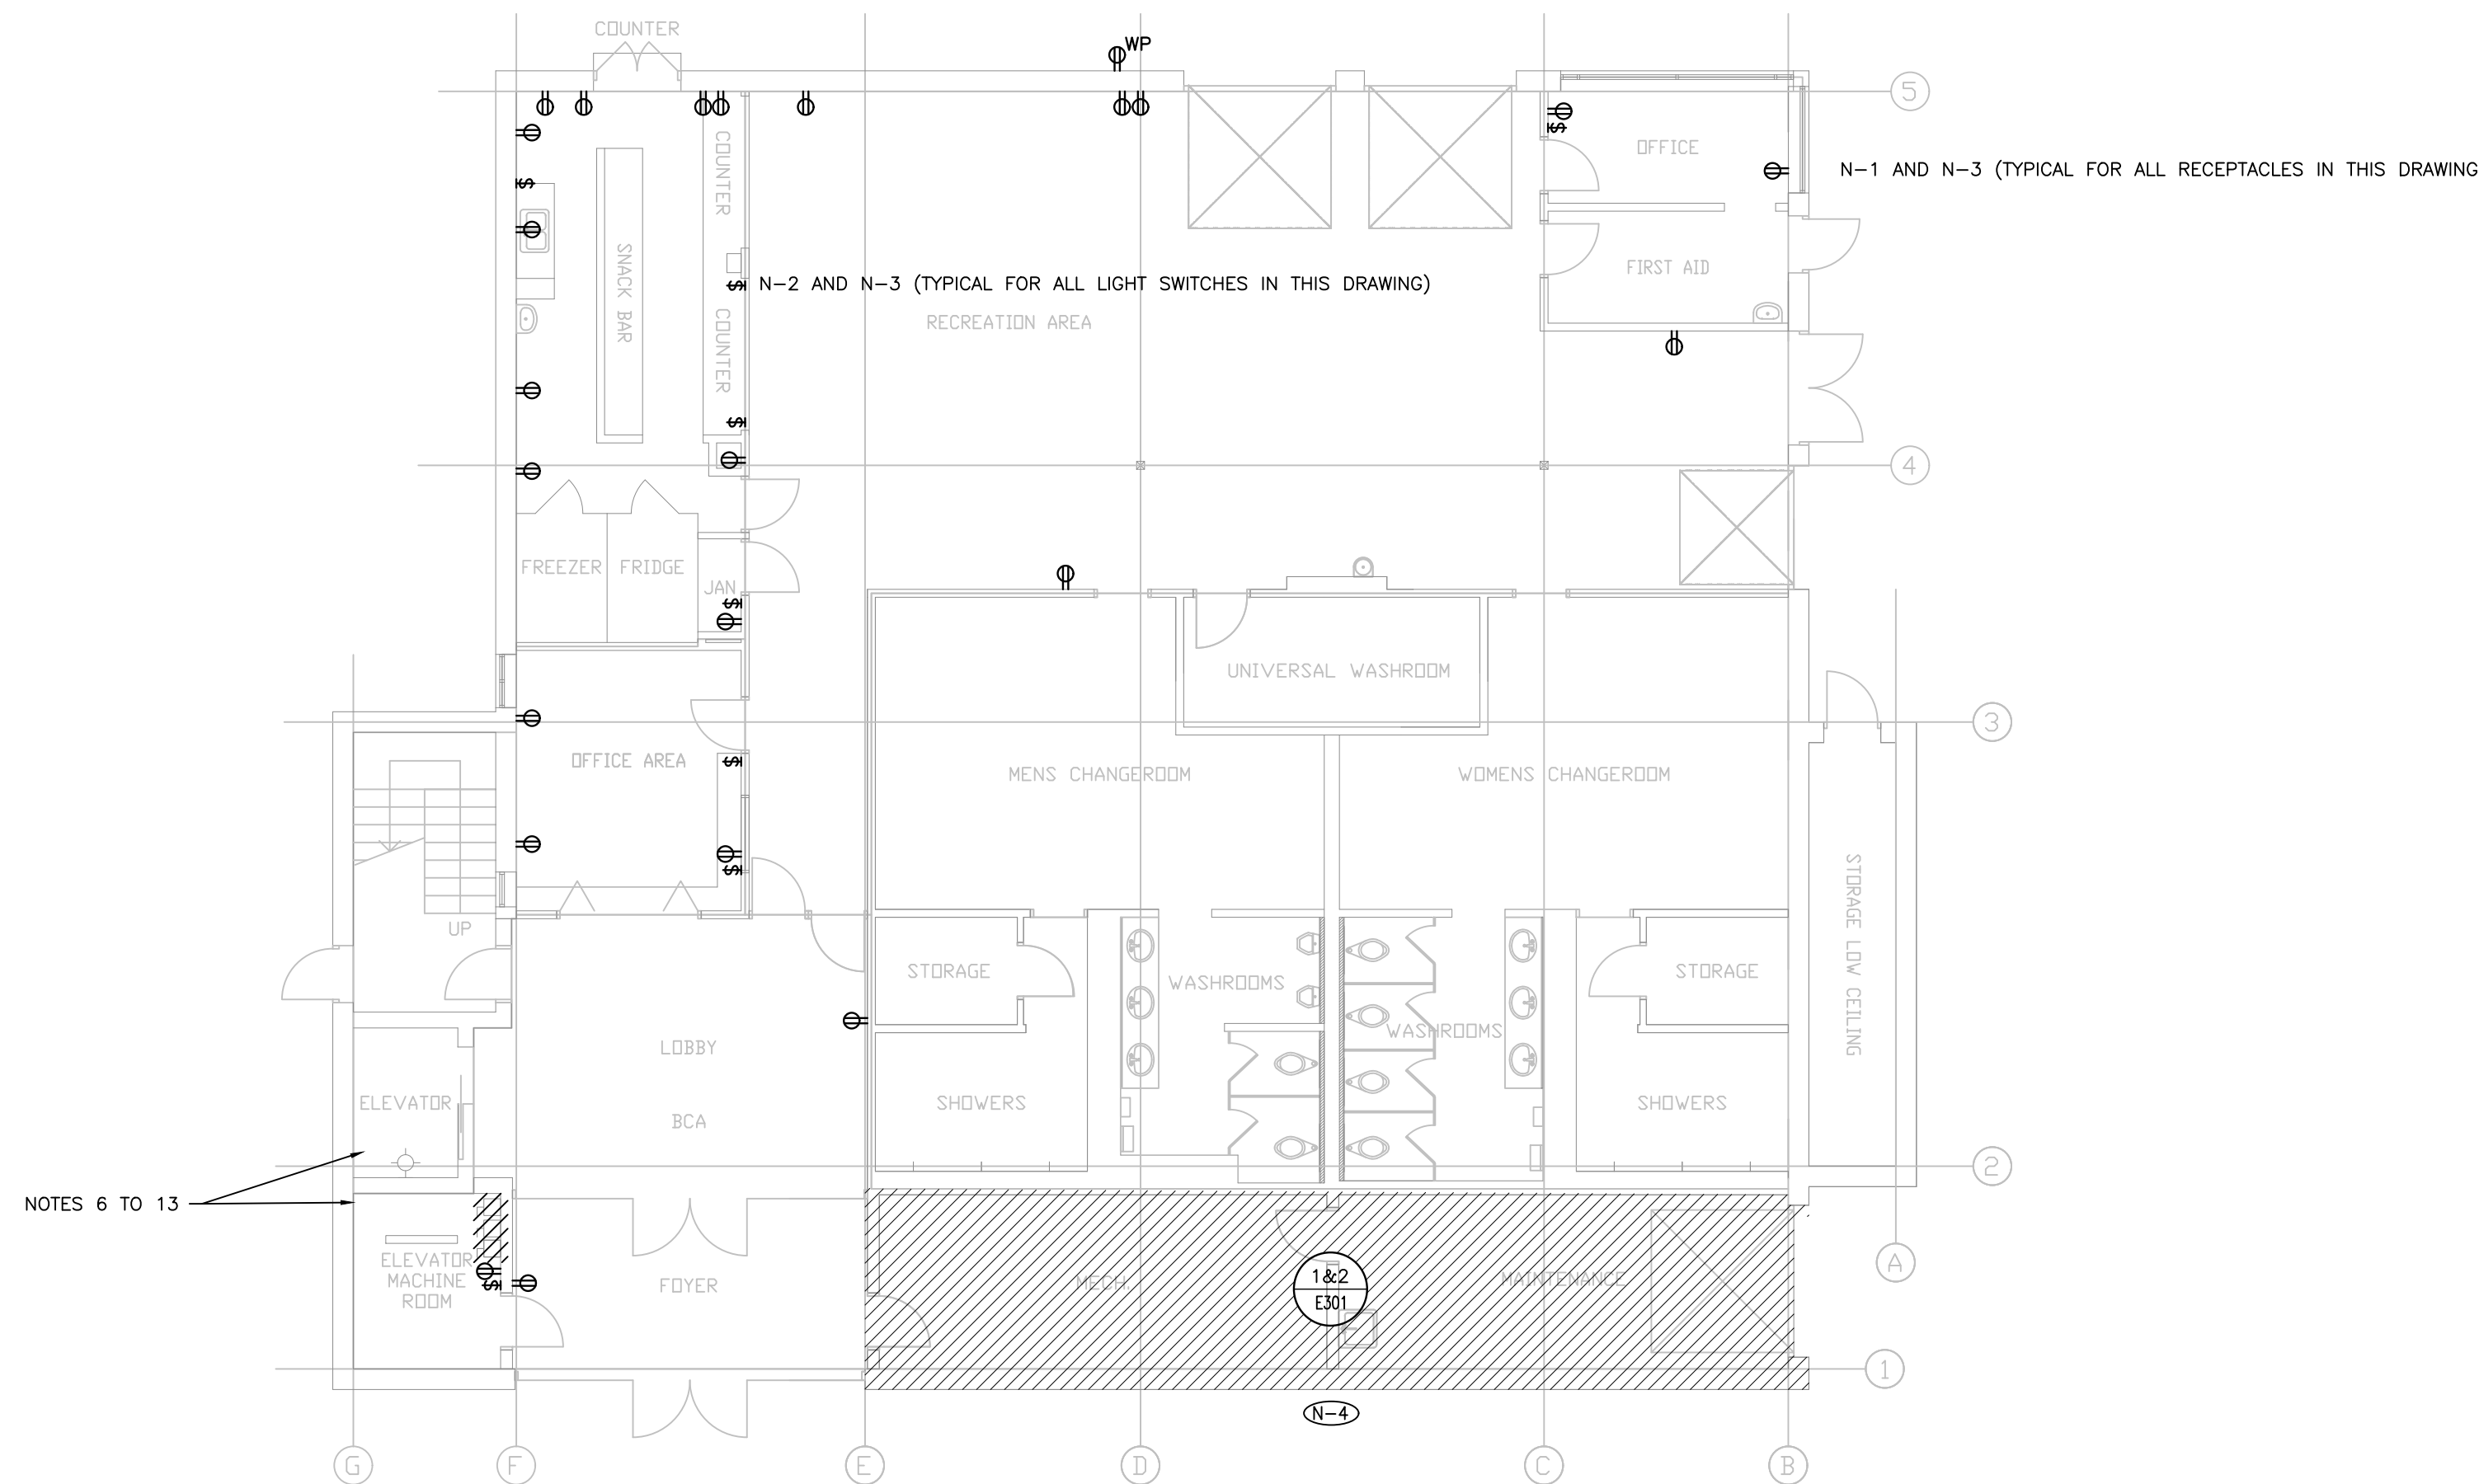 COUNTER
WP
5
OFFICE
N-1 AND N-3 (TYPICAL FOR ALL RECEPTACLES IN THIS DRAWING
COUNTER
$
$
SNACK BAR
FIRST AID
$
N-2 AND N-3 (TYPICAL FOR ALL LIGHT SWITCHES IN THIS DRAWING)
COUNTER
RECREATION AREA
$
4
FREEZER
FRIDGE
JAN
$
UNIVERSAL WASHROOM
3
OFFICE AREA
$
MENS CHANGEROOM
WOMENS CHANGEROOM
$
STORAGE LOW CEILING
UP
STORAGE
WASHROOMS
STORAGE
WASHROOMS
LOBBY
ELEVATOR
SHOWERS
SHOWERS
BCA
2
NOTES 6 TO 13
ELEVATOR
MACHINE
ROOM
$
FOYER
MECH.
1&2
E301
MAINTENANCE
A
1
N-4
G
F
E
D
C
B